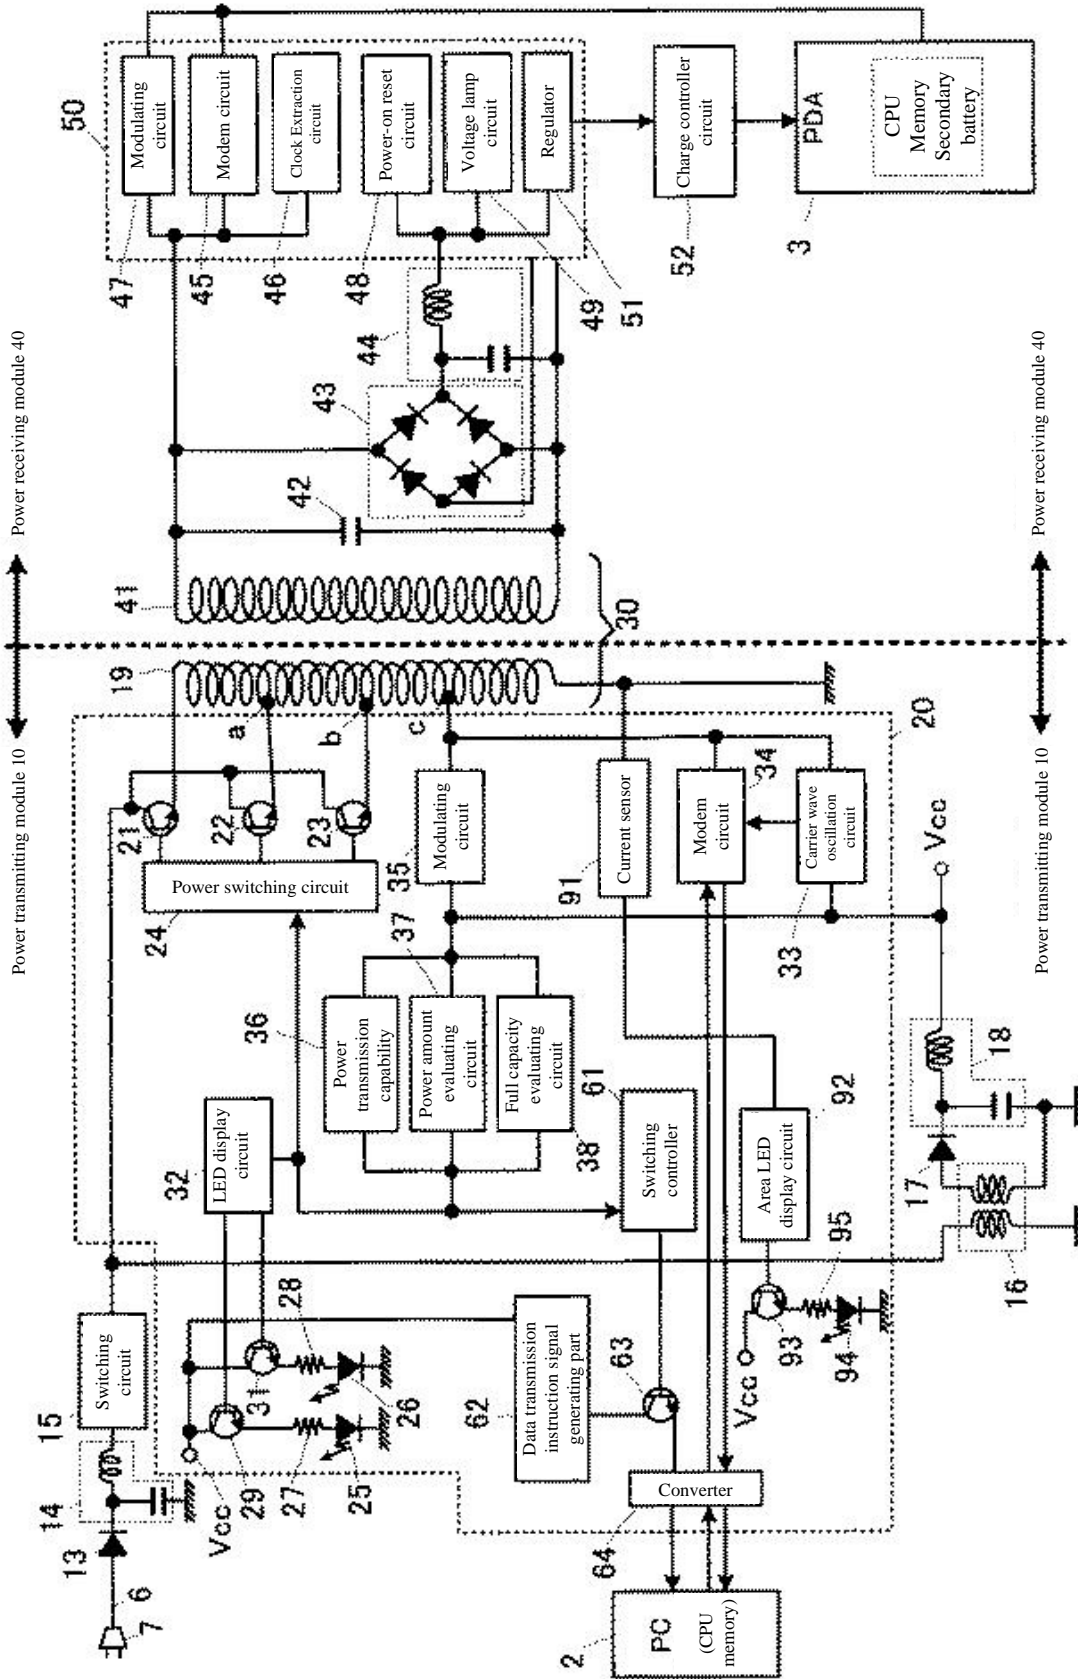 50
Modulating
circuit
Modem circuit
Clock Extraction
circuit
Power-on reset
circuit
Voltage lamp
circuit
Regulator
Charge controller
circuit
PDA
CPU
Memory
Secondary
battery
47
45
46
48
49
51
52
3
44
43
42
41
30
Power receiving module 40
Power receiving module 40
Power transmitting module 10
Power transmitting module 10
19
a
b
c
20
21
22
23
Power switching circuit
24
Modulating
circuit
35
Current sensor
91
Modem
circuit
34
Carrier wave
oscillation
circuit
33
Vcc
37
36
Power
transmission
capability
Power amount
evaluating
circuit
Full capacity
evaluating
circuit
38
LED display
circuit
32
Switching
controller
61
Area LED
display circuit
92
18
17
16
Switching
circuit
15
14
13
6
7
28
31
26
29
27
25
Vcc
Data transmission
instruction signal
generating part
62
63
95
93
94
Vcc
Converter
64
PC
(CPU
memory)
2